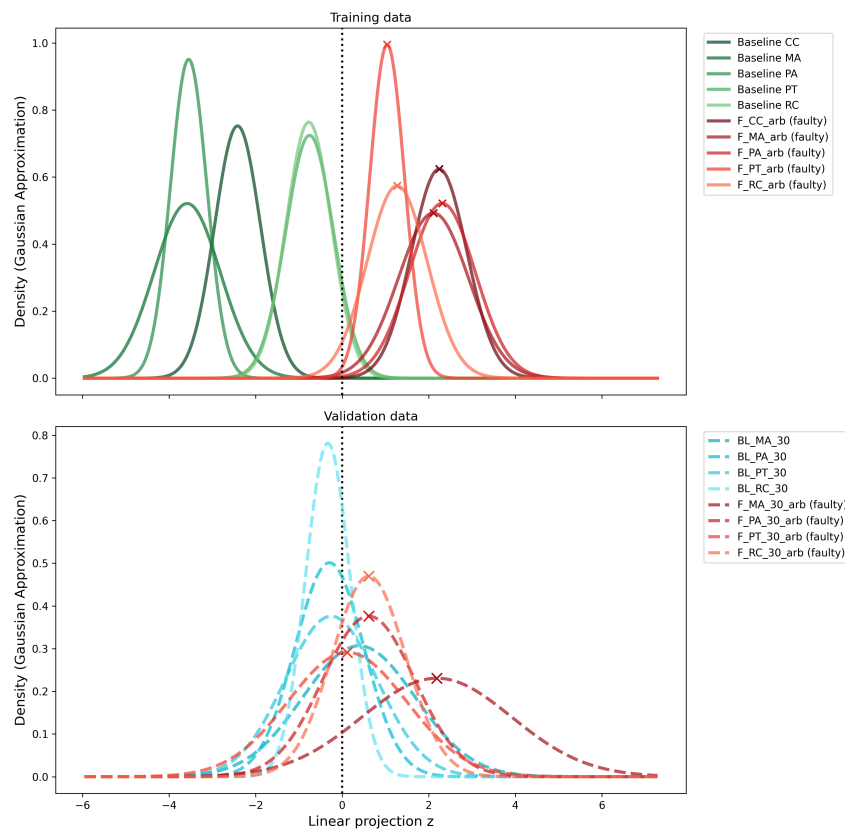 Training data
Density (Gaussian Approximation)
1.0
0.8
0.6
0.4
0.2
0.0
Baseline CC
Baseline MA
Baseline PA
Baseline PT
Baseline RC
F_CC_arb (faulty)
F_MA_arb (faulty)
F_PA_arb (faulty)
F_PT_arb (faulty)
F_RC_arb (faulty)
Validation data
Density (Gaussian Approximation)
0.8
0.7
0.6
0.5
0.4
0.3
0.2
0.1
0.0
−6
−4
−2
0
2
4
6
Linear projection z
BL_MA_30
BL_PA_30
BL_PT_30
BL_RC_30
F_MA_30_arb (faulty)
F_PA_30_arb (faulty)
F_PT_30_arb (faulty)
F_RC_30_arb (faulty)